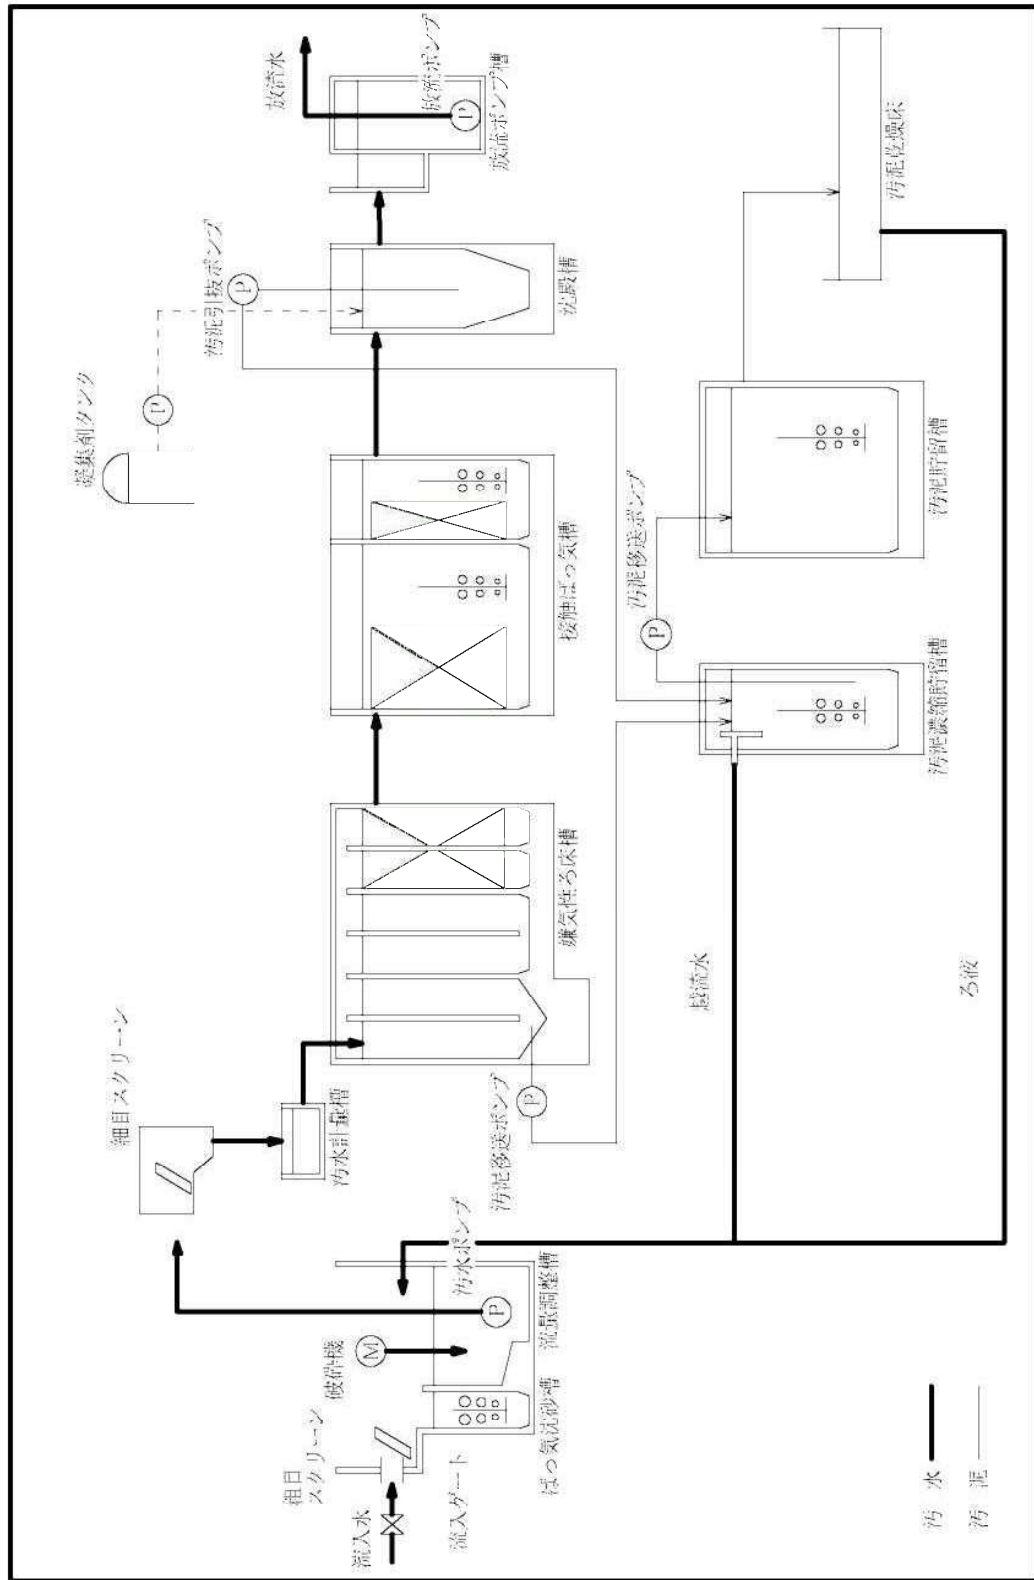 流入水
流入ゲート
粗目
スクリーン
ばっ気沈砂槽
破砕機
M
P
汚水ポンプ
流量調整槽
細目スクリーン
汚水計量槽
P
汚泥移送ポンプ
嫌気性ろ床槽
接触ばっ気槽
凝集剤タンク
P
汚泥引抜ポンプ
P
沈殿槽
放流水
放流ポンプ
P
放流ポンプ槽
越流水
汚泥濃縮貯留槽
P
汚泥移送ポンプ
汚泥貯留槽
汚泥乾燥床
ろ液
汚 水
汚 泥